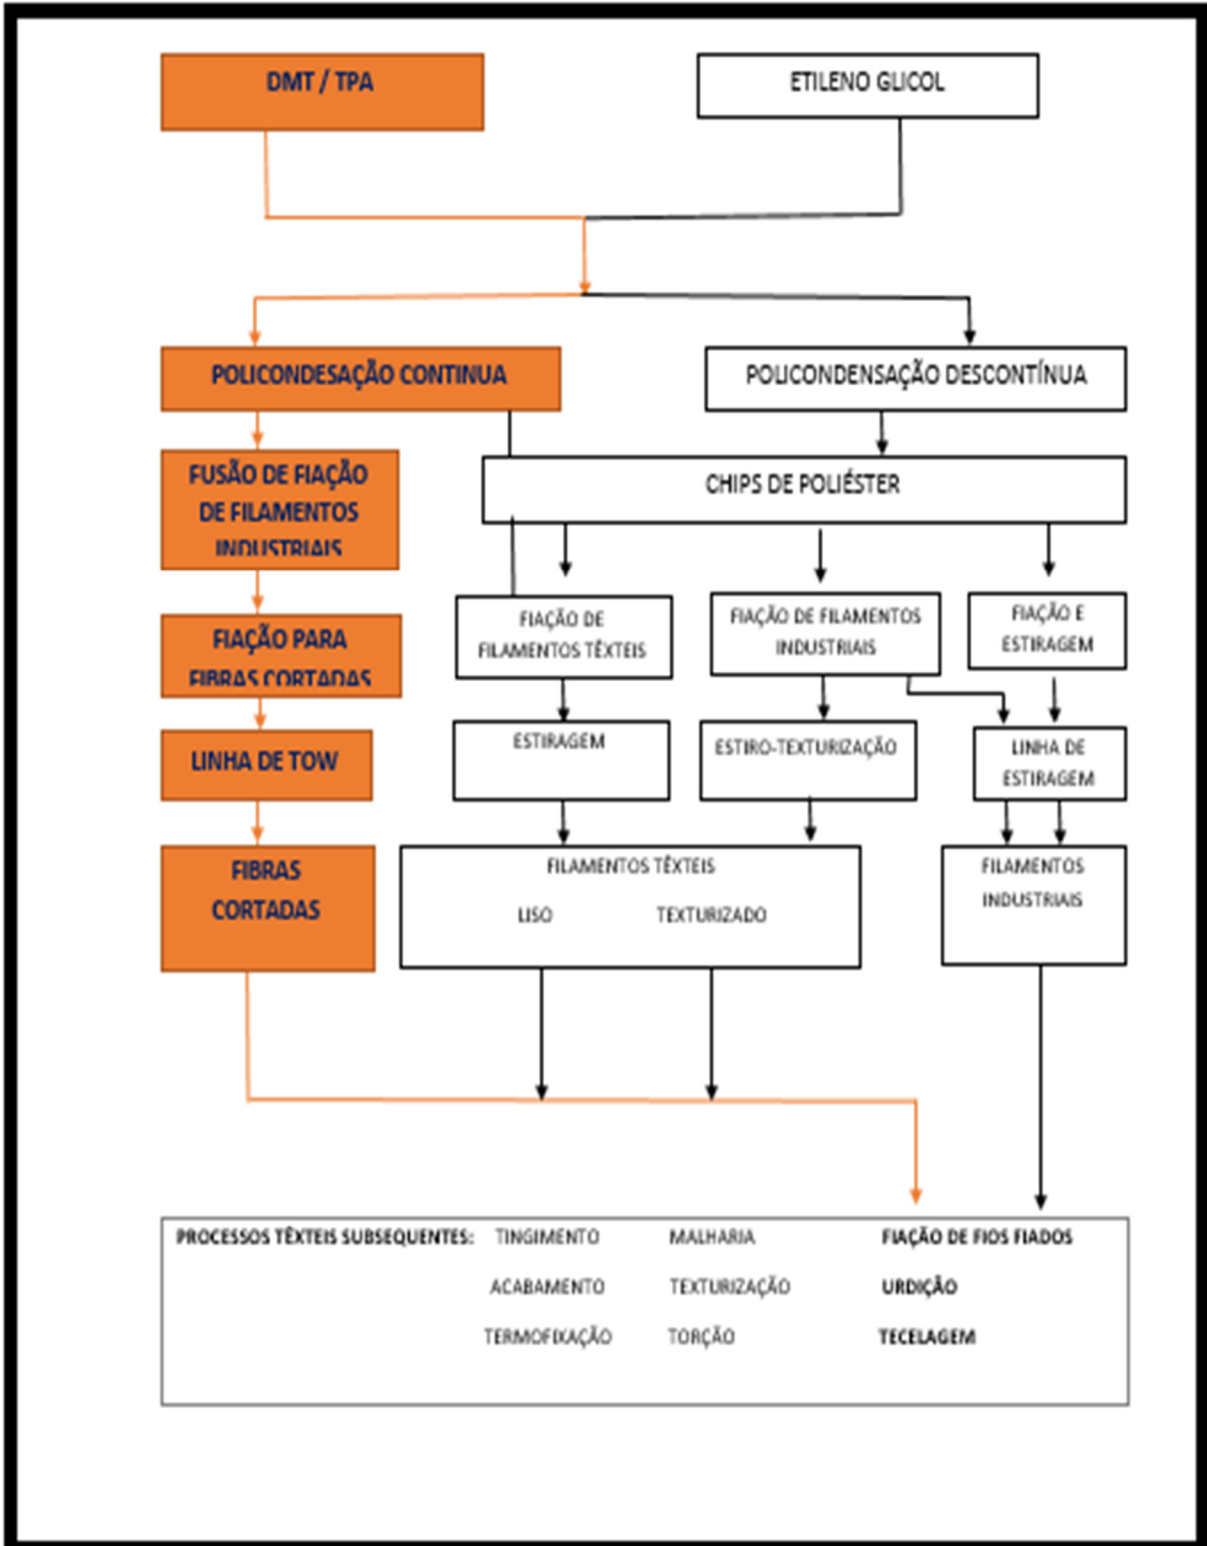 DMT / TPA
ETILENO GLICOL
POLICONDESAÇÃO CONTINUA
POLICONDENSAÇÃO DESCONTÍNUA
FUSÃO DE FIAÇÃO
DE FILAMENTOS
INDUSTRIAIS
CHIPS DE POLIÉSTER
FIAÇÃO PARA
FIBRAS CORTADAS
FIAÇÃO DE
FILAMENTOS TÊXTEIS
FIAÇÃO DE FILAMENTOS
INDUSTRIAIS
FIAÇÃO E
ESTIRAGEM
LINHA DE TOW
ESTIRAGEM
ESTIRO-TEXTURIZAÇÃO
LINHA DE
ESTIRAGEM
FIBRAS
CORTADAS
FILAMENTOS TÊXTEIS
LISO TEXTURIZADO
FILAMENTOS
INDUSTRIAIS
PROCESSOS TÊXTEIS SUBSEQUENTES: TINGIMENTO MALHARIA FIAÇÃO DE FIOS FIADOS
ACABAMENTO TEXTURIZAÇÃO URDIÇÃO
TERMOFIXAÇÃO TORÇÃO TECELAGEM